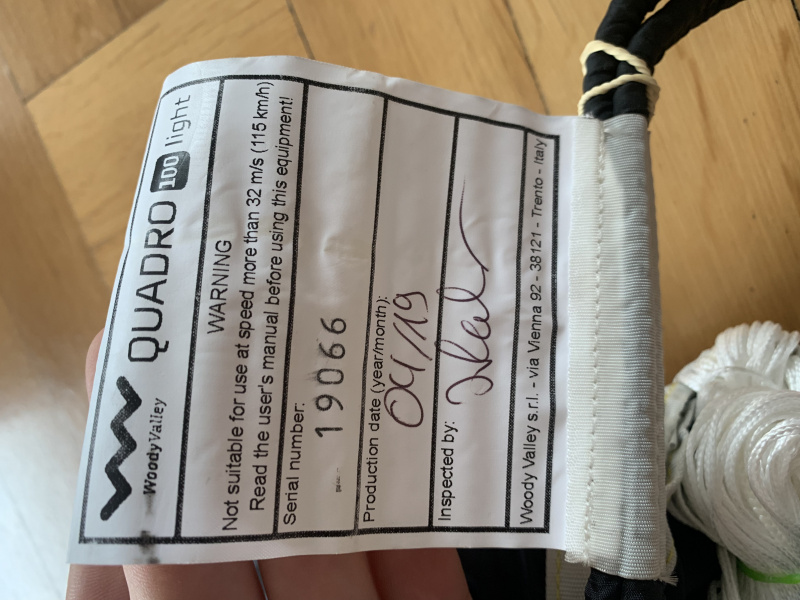 WoodyValley
QUADRO 100 light
WARNING
Not suitable for use at speed more than 32 m/s (115 km/h)
Read the user's manual before using this equipment!
Serial number:
19066
Production date (year/month):
04/19
Inspected by:
Woody Valley s.r.l. - via Vienna 92 - 38121 - Trento - Italy